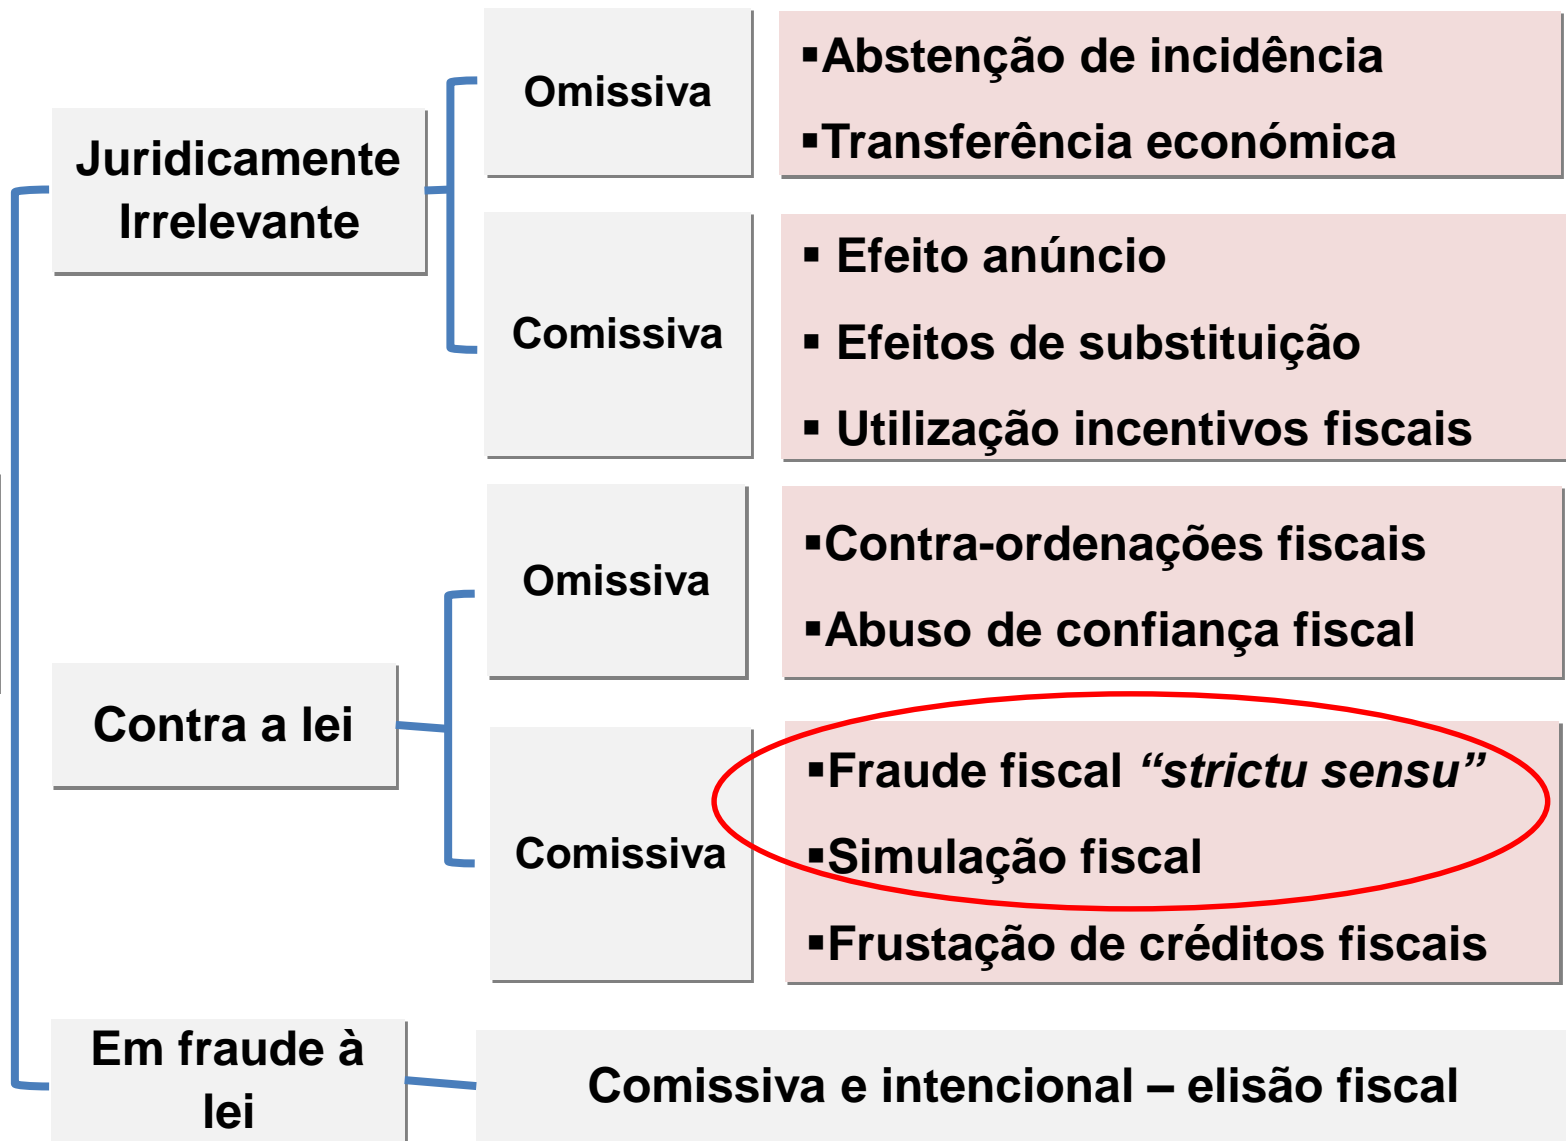 Juridicamente
Irrelevante
Omissiva
▪Abstenção de incidência
▪Transferência económica
Comissiva
▪ Efeito anúncio
▪ Efeitos de substituição
▪ Utilização incentivos fiscais
Contra a lei
Omissiva
▪Contra-ordenações fiscais
▪Abuso de confiança fiscal
Comissiva
▪Fraude fiscal “strictu sensu”
▪Simulação fiscal
▪Frustação de créditos fiscais
Em fraude à
lei
Comissiva e intencional – elisão fiscal